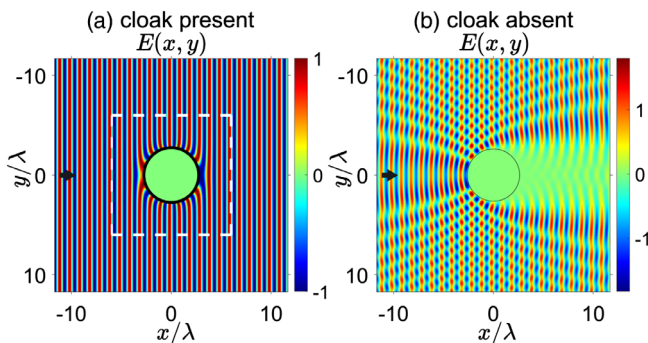 (a) cloak present
E(x, y)
-10
0
10
y/λ
-10
0
10
x/λ
1
0
-1
(b) cloak absent
E(x, y)
-10
0
10
y/λ
-10
0
10
x/λ
1
0
-1